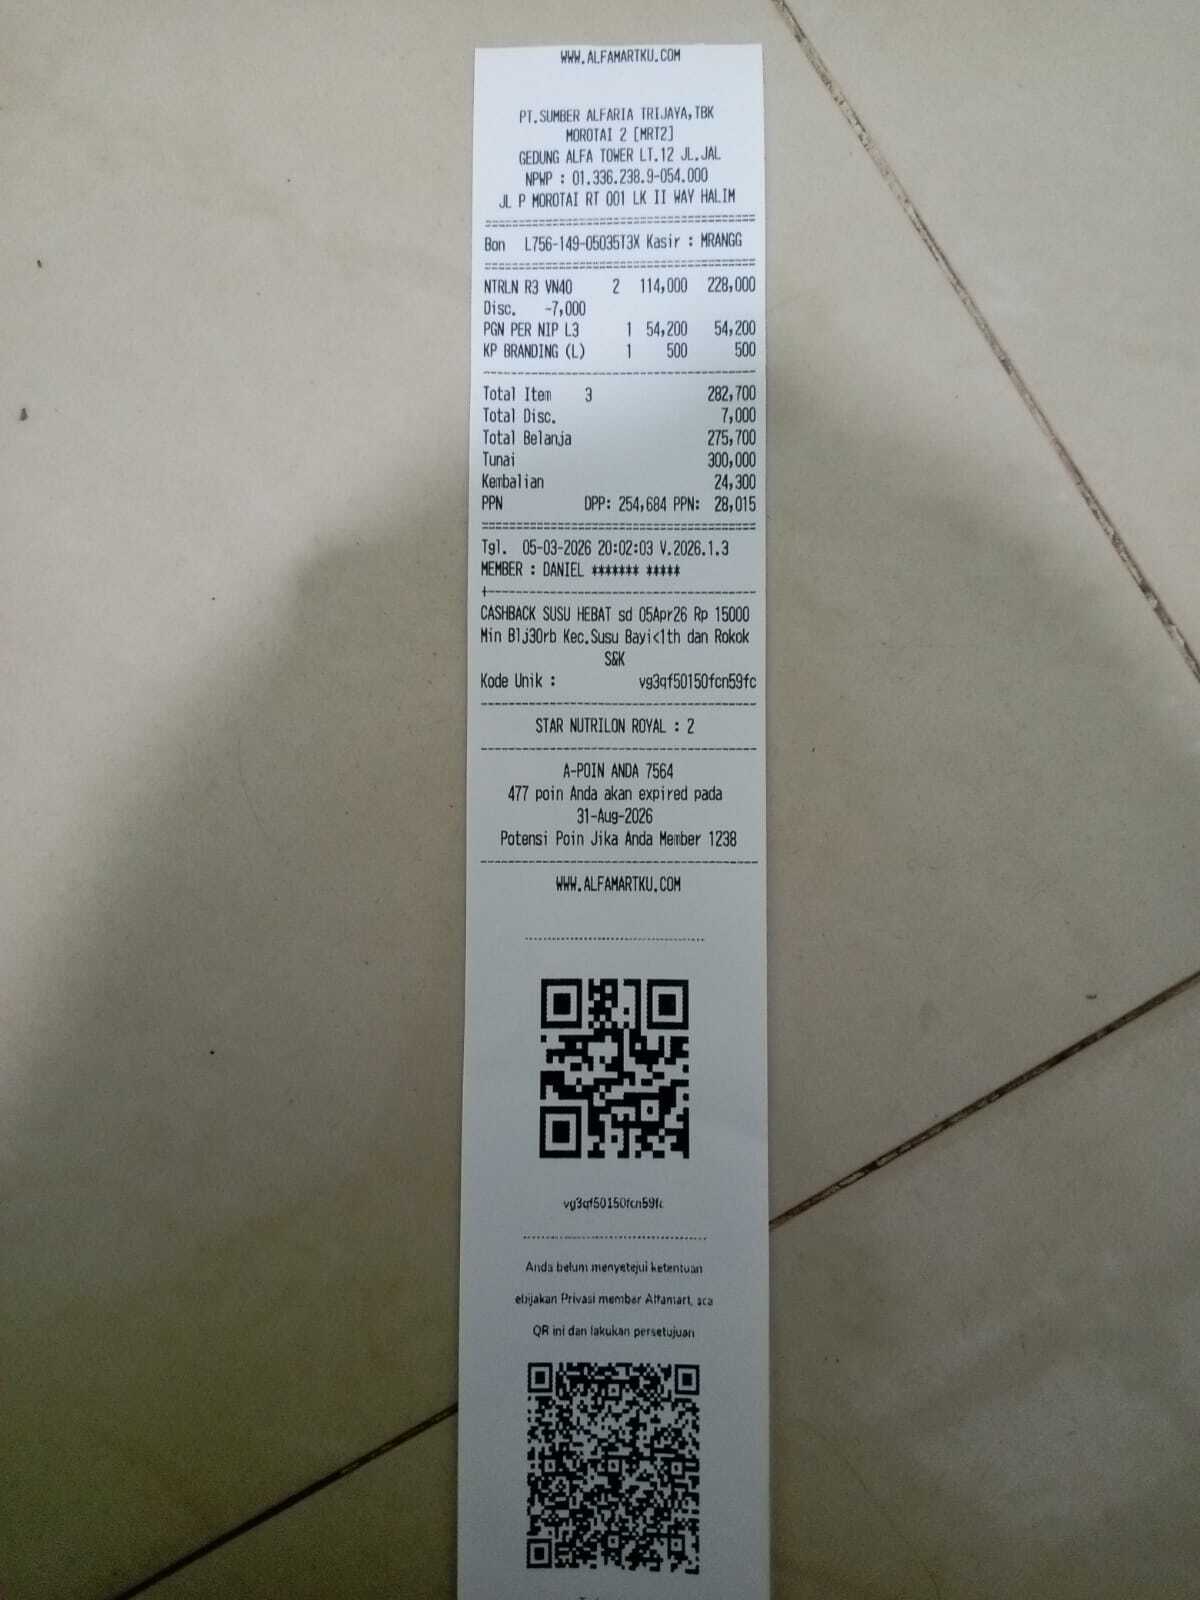 WWW.ALFAMARTKU.COM
PT.SUMBER ALFARIA TRIJAYA,TBK
MOROTAI 2 [MRT2]
GEDUNG ALFA TOWER LT.12 JL.JAL
NPWP : 01.336.238.9-054.000
JL P MOROTAI RT 001 LK II WAY HALIM
Bon L756-149-05035T3X Kasir : MRANGG
NTRLN R3 VN40 2 114,000 228,000
Disc. -7,000
PGN PER NIP L3 1 54,200 54,200
KP BRANDING (L) 1 500 500
Total Item 3 282,700
Total Disc. 7,000
Total Belanja 275,700
Tunai 300,000
Kembalian 24,300
PPN DPP: 254,684 PPN: 28,015
Tgl. 05-03-2026 20:02:03 V.2026.1.3
MEMBER : DANIEL ******* *****
CASHBACK SUSU HEBAT sd 05Apr26 Rp 15000
Min Blj30rb Kec.Susu Bayi<1th dan Rokok
S&K
Kode Unik : vg3qf50150fcn59fc
STAR NUTRILON ROYAL : 2
A-POIN ANDA 7564
477 poin Anda akan expired pada
31-Aug-2026
Potensi Poin Jika Anda Member 1238
WWW.ALFAMARTKU.COM
vg3qf50150fcn59fc
Anda belum menyetejui ketentuan
ebijakan Privasi member Alfamart, sca
QR ini dan lakukan persetujuan